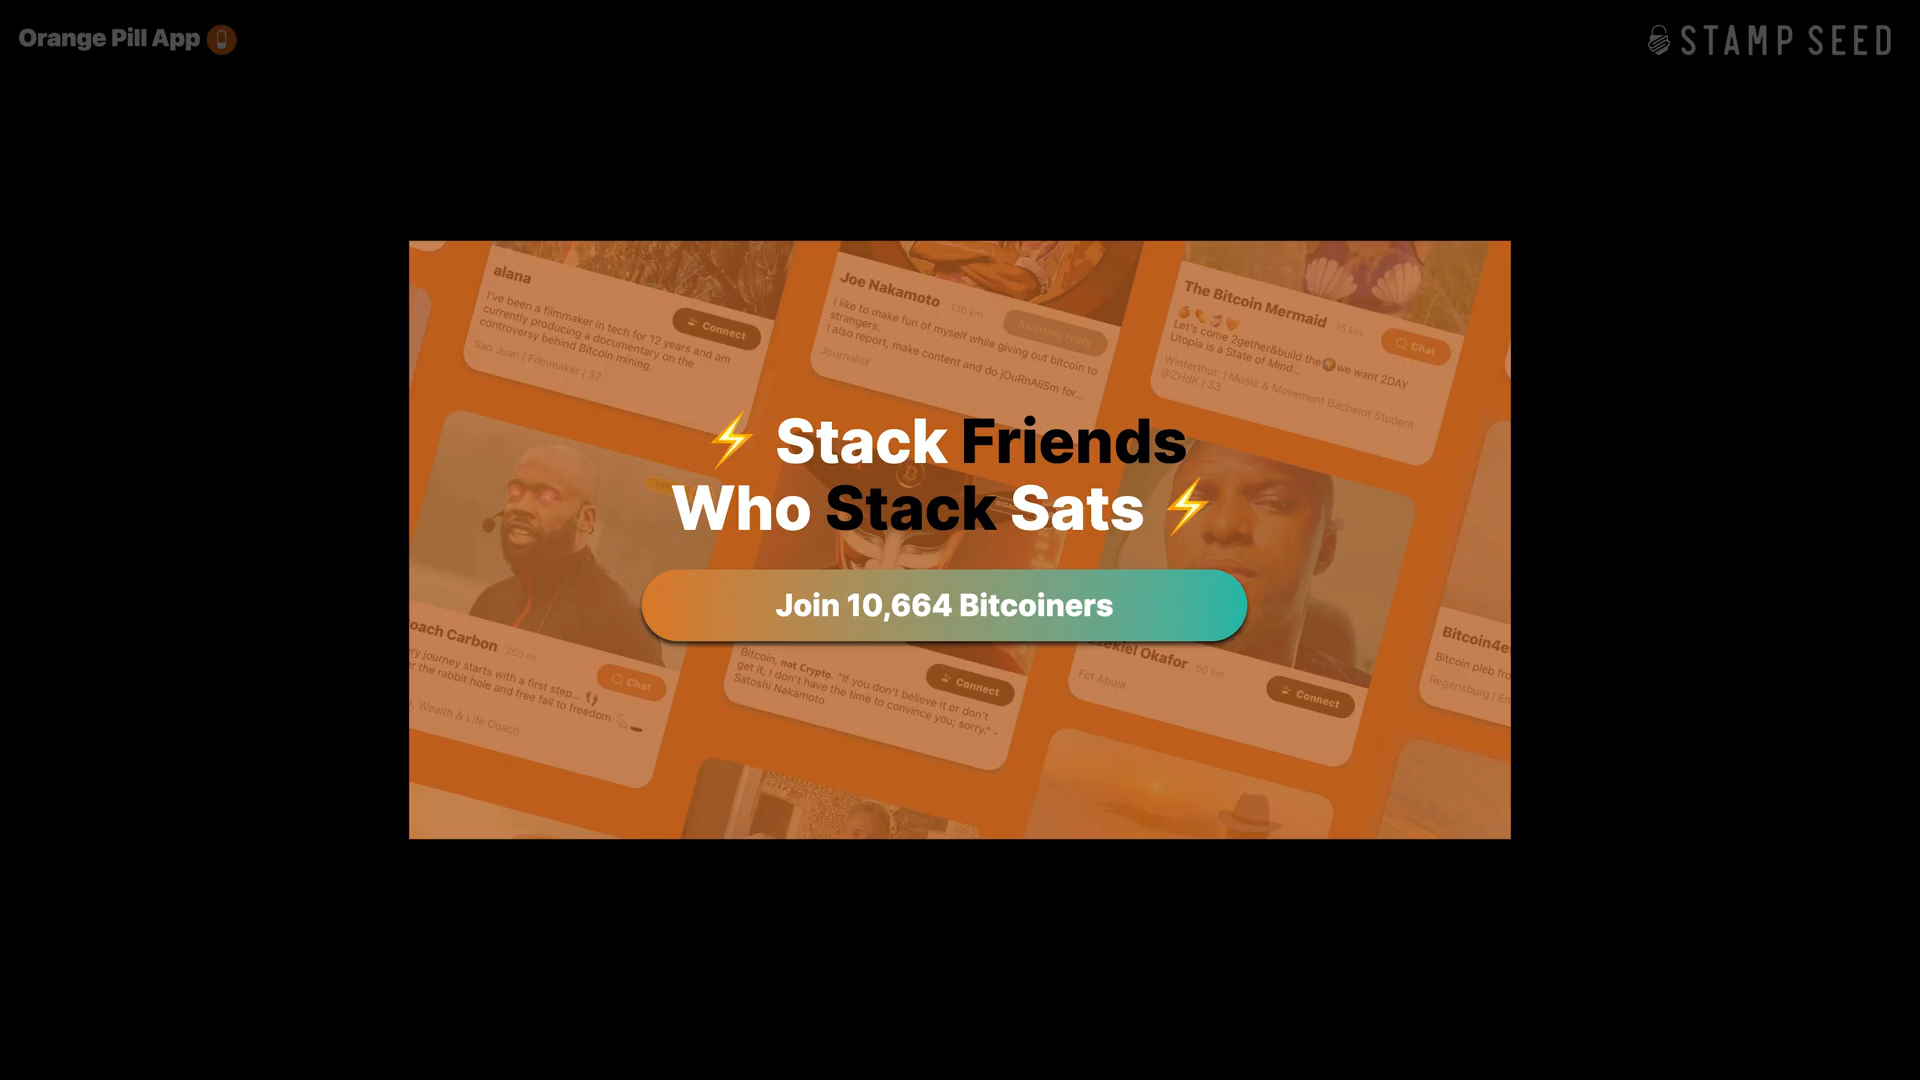 Orange Pill App
STAMP SEED
alana
I've been a filmmaker in tech for 12 years and am
currently producing a documentary on the
controversy behind Bitcoin mining.
San Juan | Filmmaker | 37
Connect
Joe Nakamoto 130 km
i like to make fun of myself while giving out bitcoin to
strangers.
I also report, make content and do jOuRnAliSm for...
Journalist
Awaiting reply
The Bitcoin Mermaid 15 km
Let's come 2gether&build the🌍we want 2DAY
Utopia is a State of Mind...
Winterthur | Music & Movement Bachelor Student
@ZHdK | 33
Chat
⚡ Stack Friends
Who Stack Sats ⚡
Join 10,664 Bitcoiners
oach Carbon 250 mi
ry journey starts with a first step... 👣
r the rabbit hole and free fall to freedom
, Wealth & Life Coach
Chat
Bitcoin, not Crypto. "If you don't believe it or don't
get it, I don't have the time to convince you, sorry." -
Satoshi Nakamoto
Connect
zekiel Okafor 50 km
Fct Abuja
Connect
Bitcoin4e
Bitcoin pleb fro
Regensburg | En